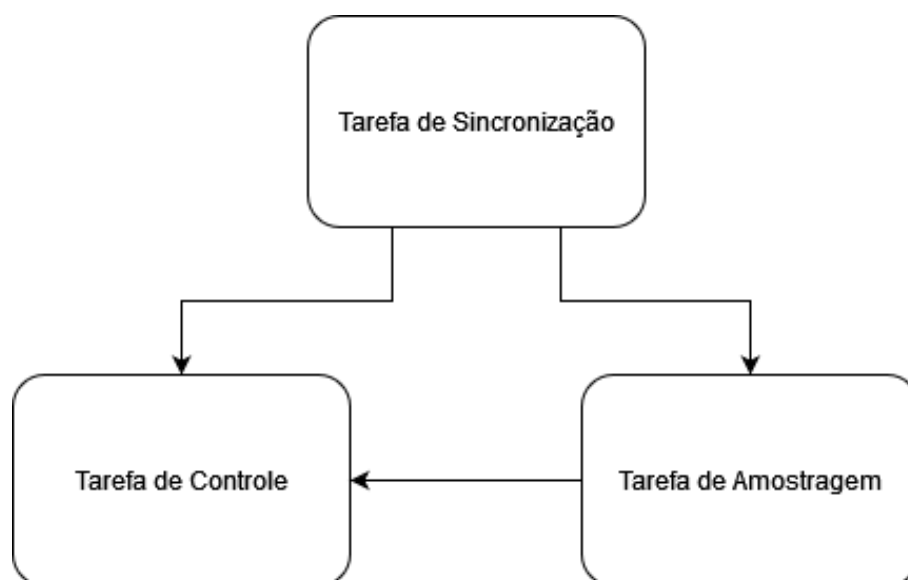 Tarefa de Sincronização
Tarefa de Controle
Tarefa de Amostragem